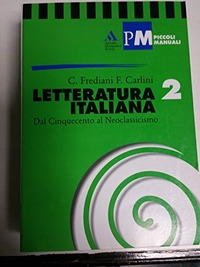 PM
PICCOLI
MANUALI
C. Frediani F. Carlini
LETTERATURA 2
ITALIANA
Dal Cinquecento al Neoclassicismo